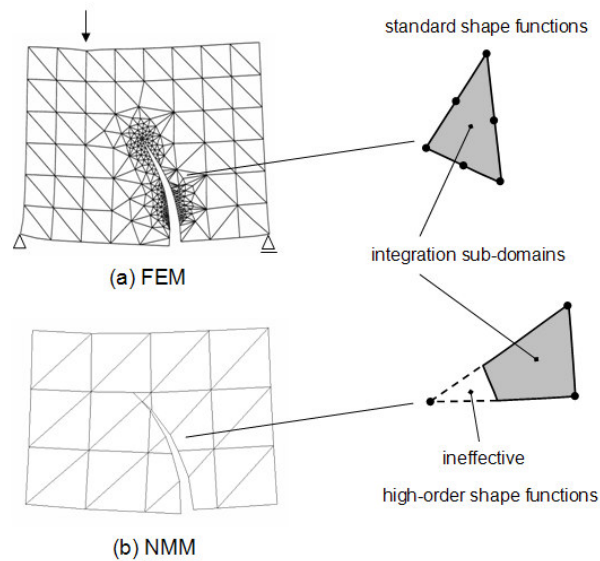 standard shape functions
(a) FEM
integration sub-domains
ineffective
high-order shape functions
(b) NMM